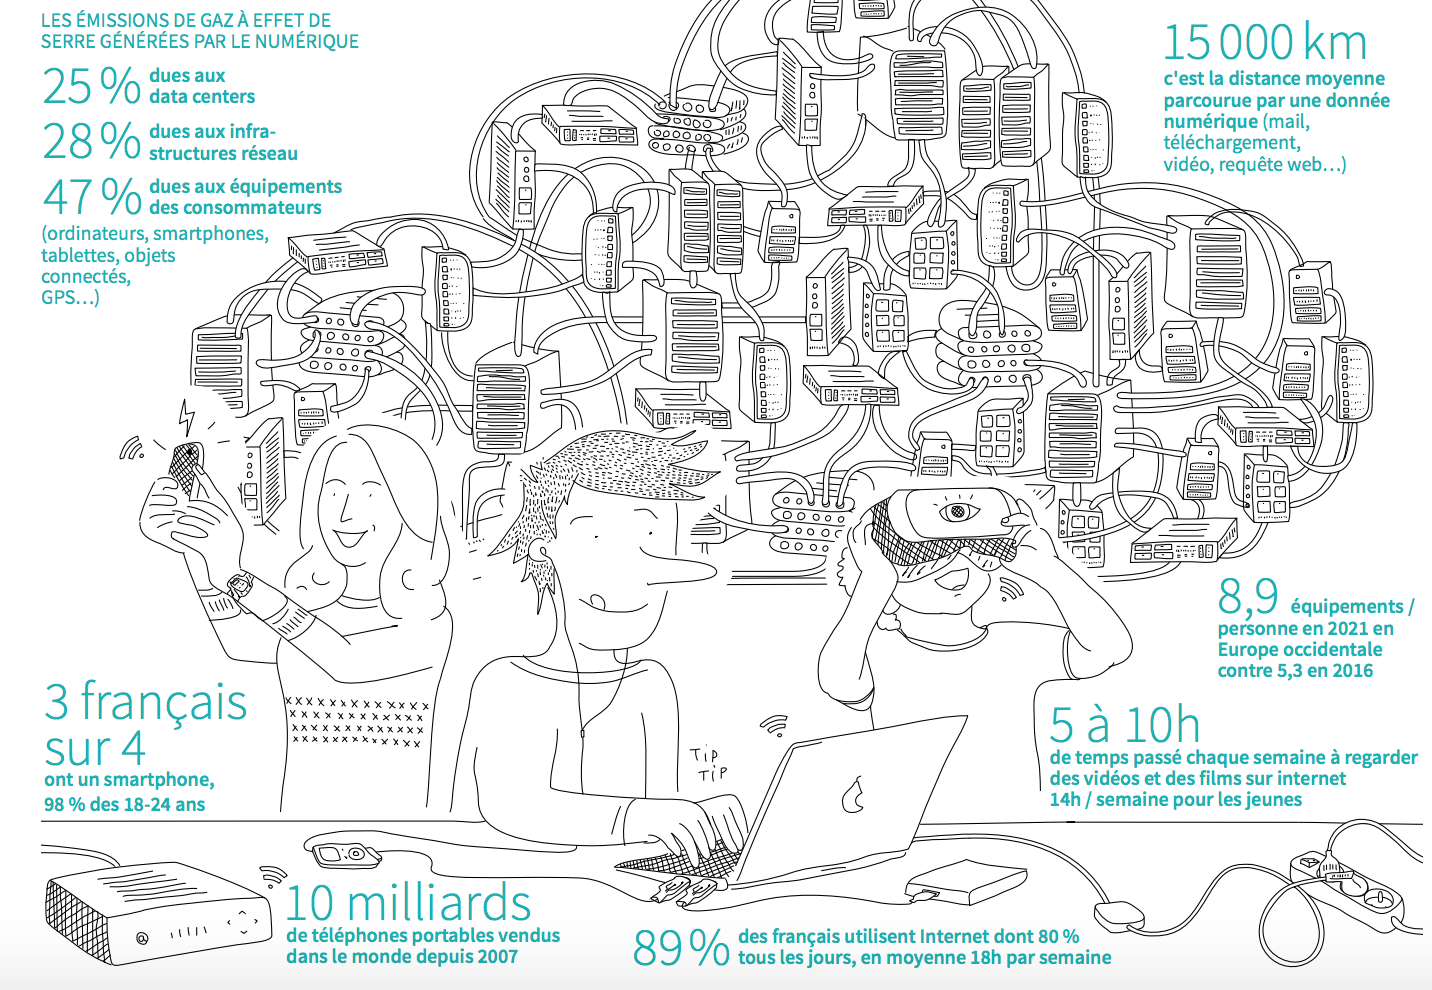 LES ÉMISSIONS DE GAZ À EFFET DE
SERRE GÉNÉRÉES PAR LE NUMÉRIQUE
25 % dues aux
data centers
28 % dues aux infra-
structures réseau
47 % dues aux équipements
des consommateurs
(ordinateurs, smartphones,
tablettes, objets
connectés,
GPS…)
15 000 km
c'est la distance moyenne
parcourue par une donnée
numérique (mail,
téléchargement,
vidéo, requête web…)
8,9 équipements /
personne en 2021 en
Europe occidentale
contre 5,3 en 2016
3 français
sur 4
ont un smartphone,
98 % des 18-24 ans
TIP
TIP
5 à 10h
de temps passé chaque semaine à regarder
des vidéos et des films sur internet
14h / semaine pour les jeunes
10 milliards
de téléphones portables vendus
dans le monde depuis 2007
89 % des français utilisent Internet dont 80 %
tous les jours, en moyenne 18h par semaine